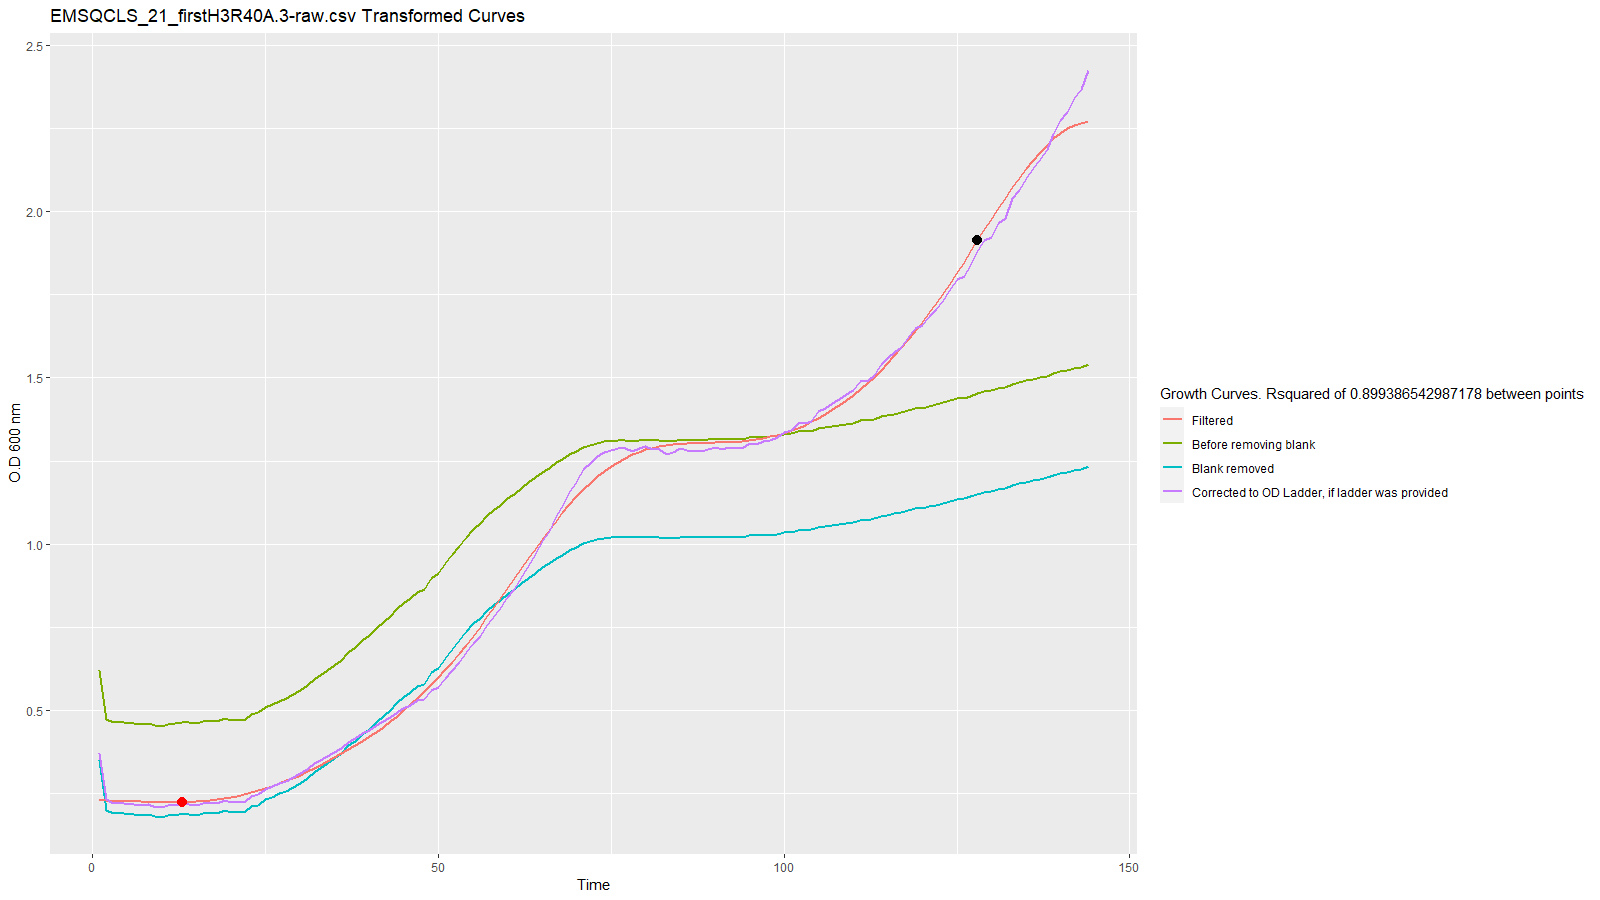 EMSQCLS_21_firstH3R40A.3-raw.csv Transformed Curves
2.5
2.0
1.5
1.0
0.5
O.D 600 nm
0
50
100
150
Time
Growth Curves. Rsquared of 0.899386542987178 between points
Filtered
Before removing blank
Blank removed
Corrected to OD Ladder, if ladder was provided